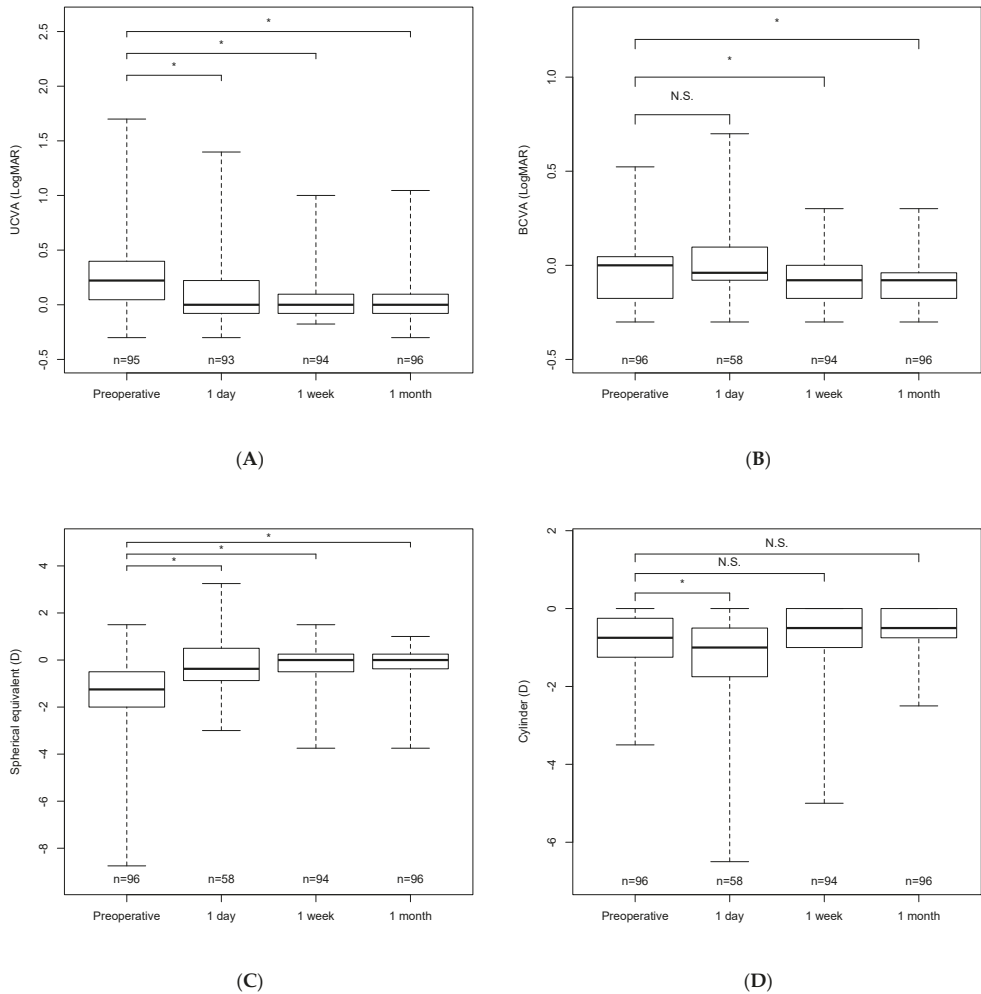 UCVA (LogMAR)
2.5
2.0
1.5
1.0
0.5
0.0
-0.5
*
*
*
n=95 n=93 n=94 n=96
Preoperative 1 day 1 week 1 month
(A)
BCVA (LogMAR)
1.0
0.5
0.0
-0.5
*
*
N.S.
n=96 n=58 n=94 n=96
Preoperative 1 day 1 week 1 month
(B)
Spherical equivalent (D)
4
2
0
-2
-4
-6
-8
*
*
*
n=96 n=58 n=94 n=96
Preoperative 1 day 1 week 1 month
(C)
Cylinder (D)
2
0
-2
-4
-6
N.S.
N.S.
*
n=96 n=58 n=94 n=96
Preoperative 1 day 1 week 1 month
(D)